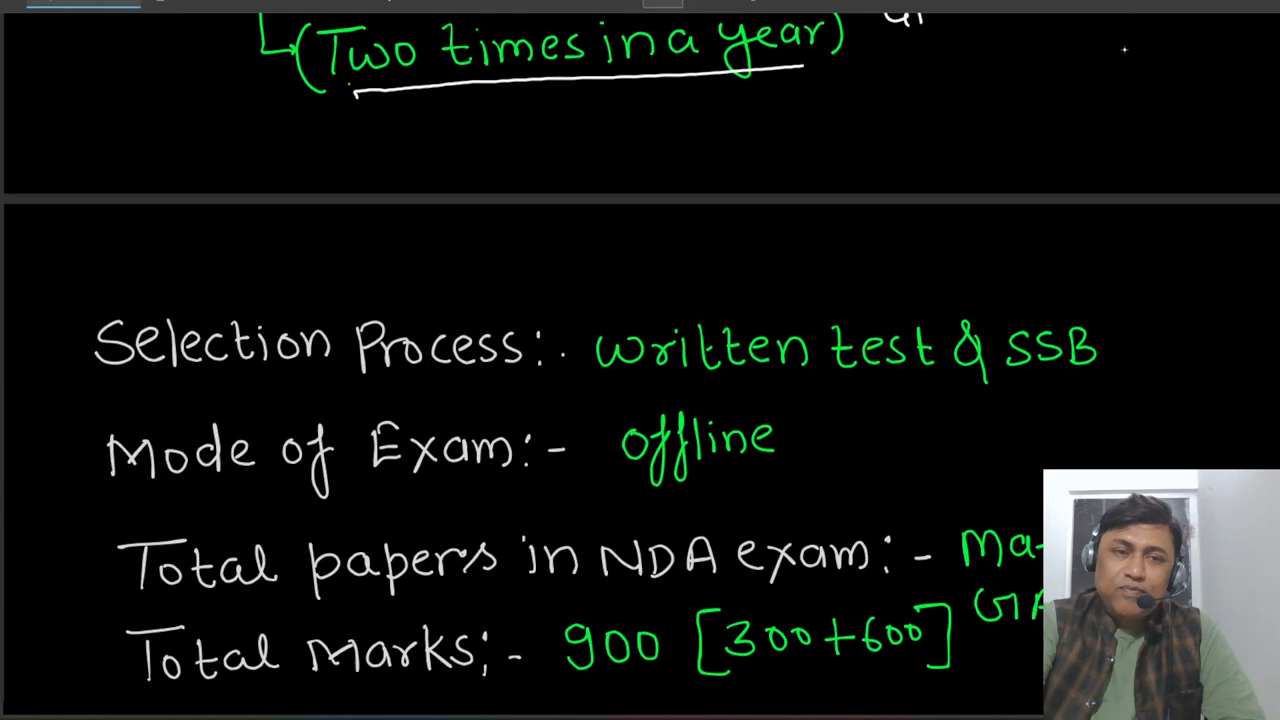 (Two times in a year)
Selection Process:- written test & SSB
Mode of Exam:- offline
Total papers in NDA exam:-
Total Marks:- 900 [300+600]